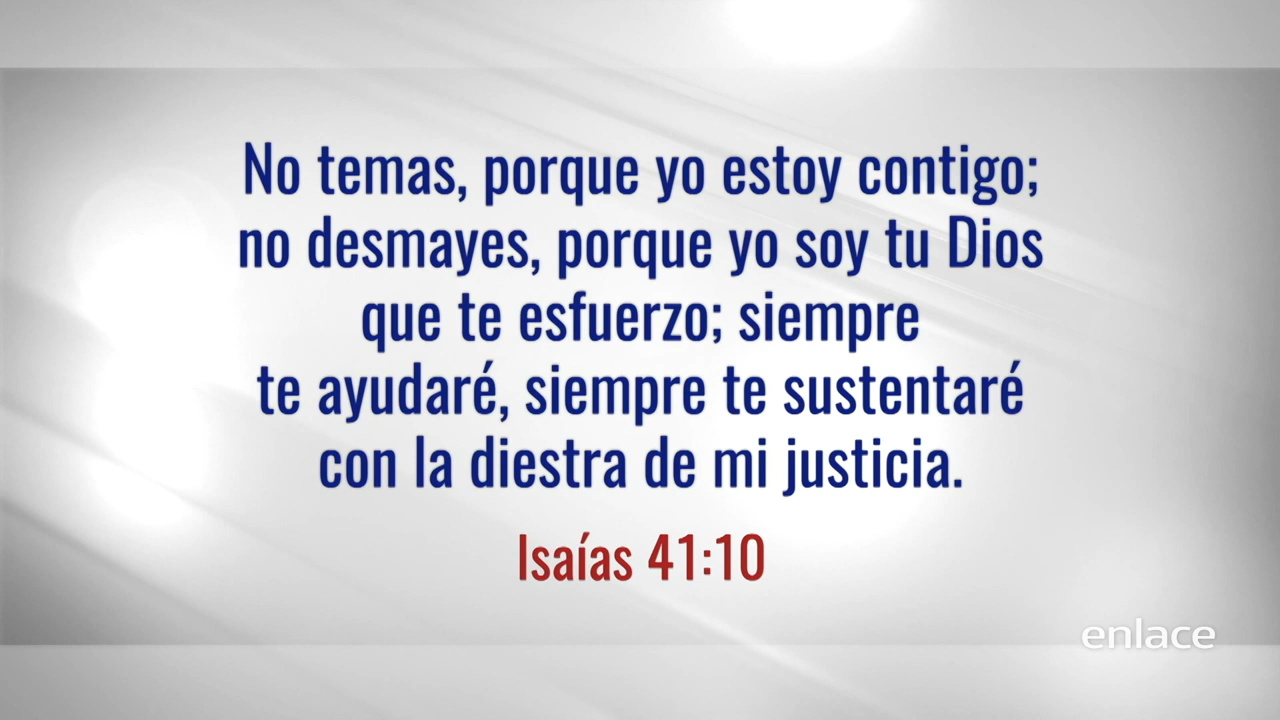 No temas, porque yo estoy contigo;
no desmayes, porque yo soy tu Dios
que te esfuerzo; siempre
te ayudaré, siempre te sustentaré
con la diestra de mi justicia.
Isaías 41:10
enlace